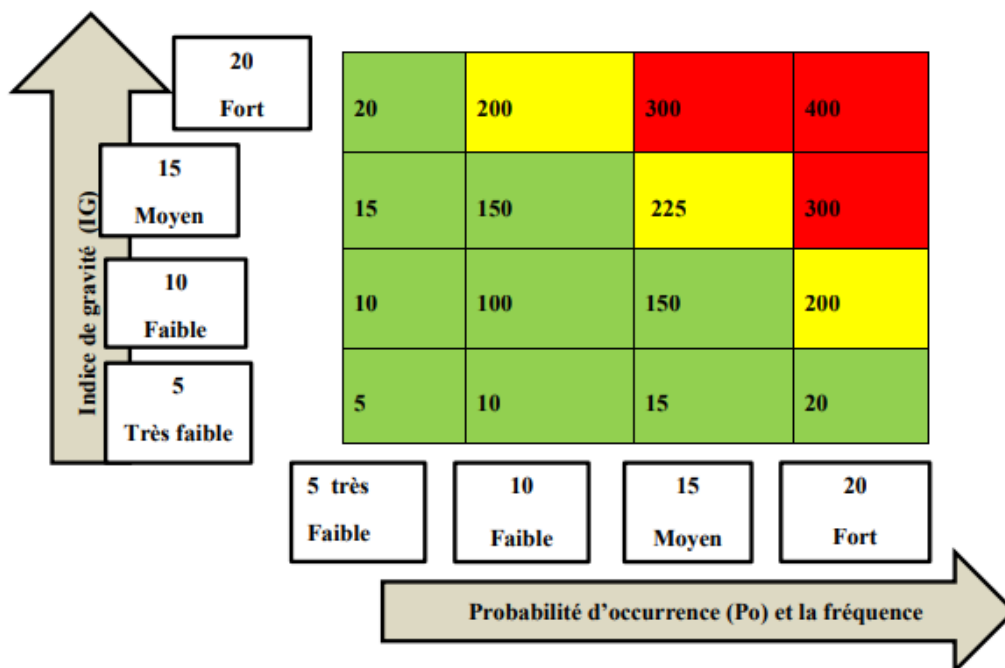 20
Fort
15
Moyen
10
Faible
5
Très faible
Indice de gravité (IG)
20 200 300 400
15 150 225 300
10 100 150 200
5 10 15 20
5 très
Faible
10
Faible
15
Moyen
20
Fort
Probabilité d’occurrence (Po) et la fréquence